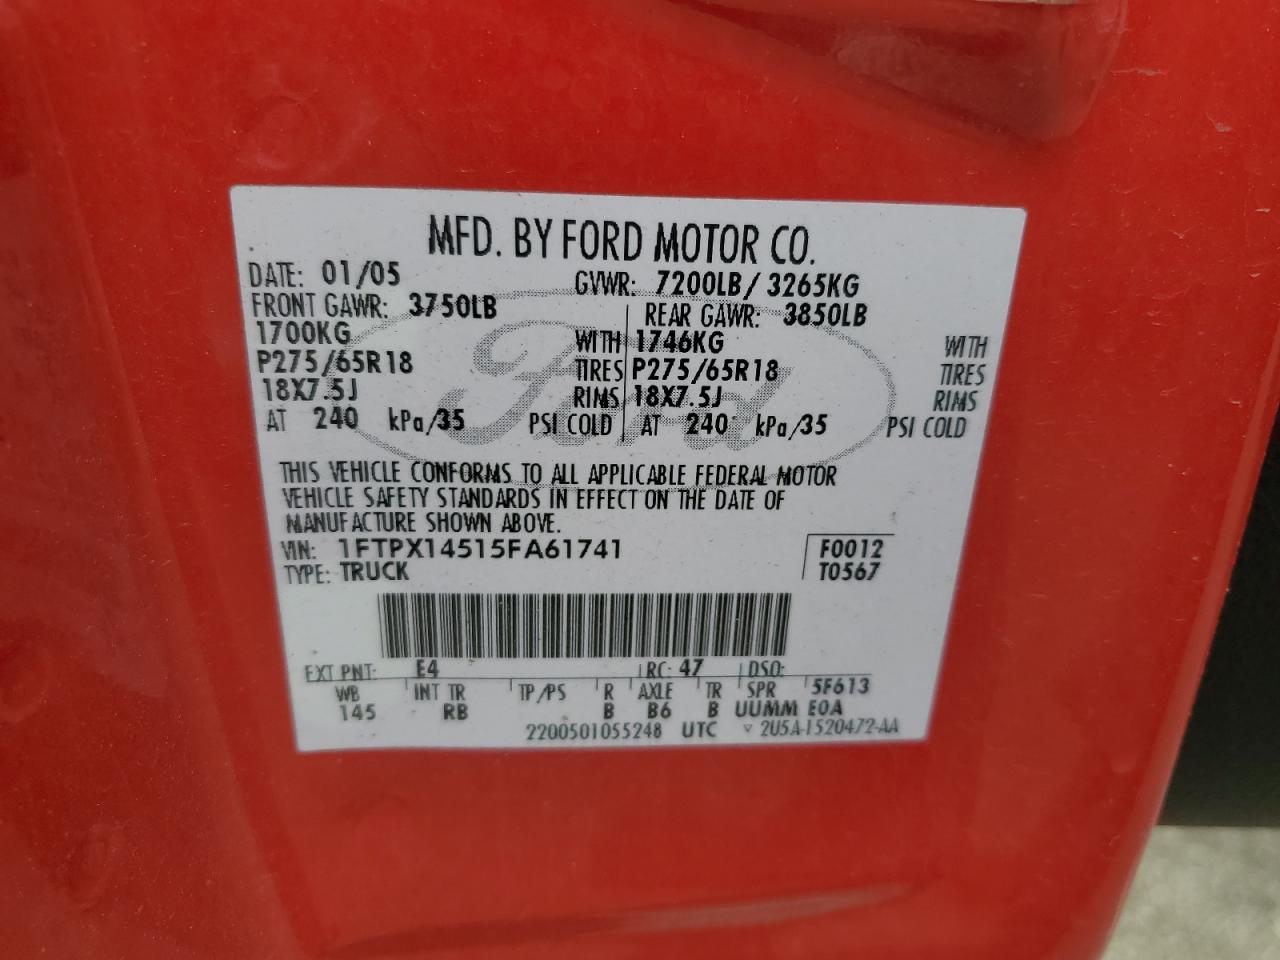 MFD. BY FORD MOTOR CO.
DATE: 01/05 GVWR: 7200LB/ 3265KG
FRONT GAWR: 3750LB REAR GAWR: 3850LB
1700KG WITH 1746KG WITH
P275/65R18 TIRES P275/65R18 TIRES
18X7.5J RIMS 18X7.5J RIMS
AT 240 kPa/35 PSI COLD AT 240 kPa/35 PSI COLD
Ford
THIS VEHICLE CONFORMS TO ALL APPLICABLE FEDERAL MOTOR
VEHICLE SAFETY STANDARDS IN EFFECT ON THE DATE OF
MANUFACTURE SHOWN ABOVE.
VIN: 1FTPX14515FA61741 F0012
TYPE: TRUCK T0567
EXT PNT: E4 RC: 47 DSO:
WB INT TR TP/PS R AXLE TR SPR 5F613
145 RB B B6 B UUMM E0A
2200501055248 UTC ▽ 2U5A-1520472-AA